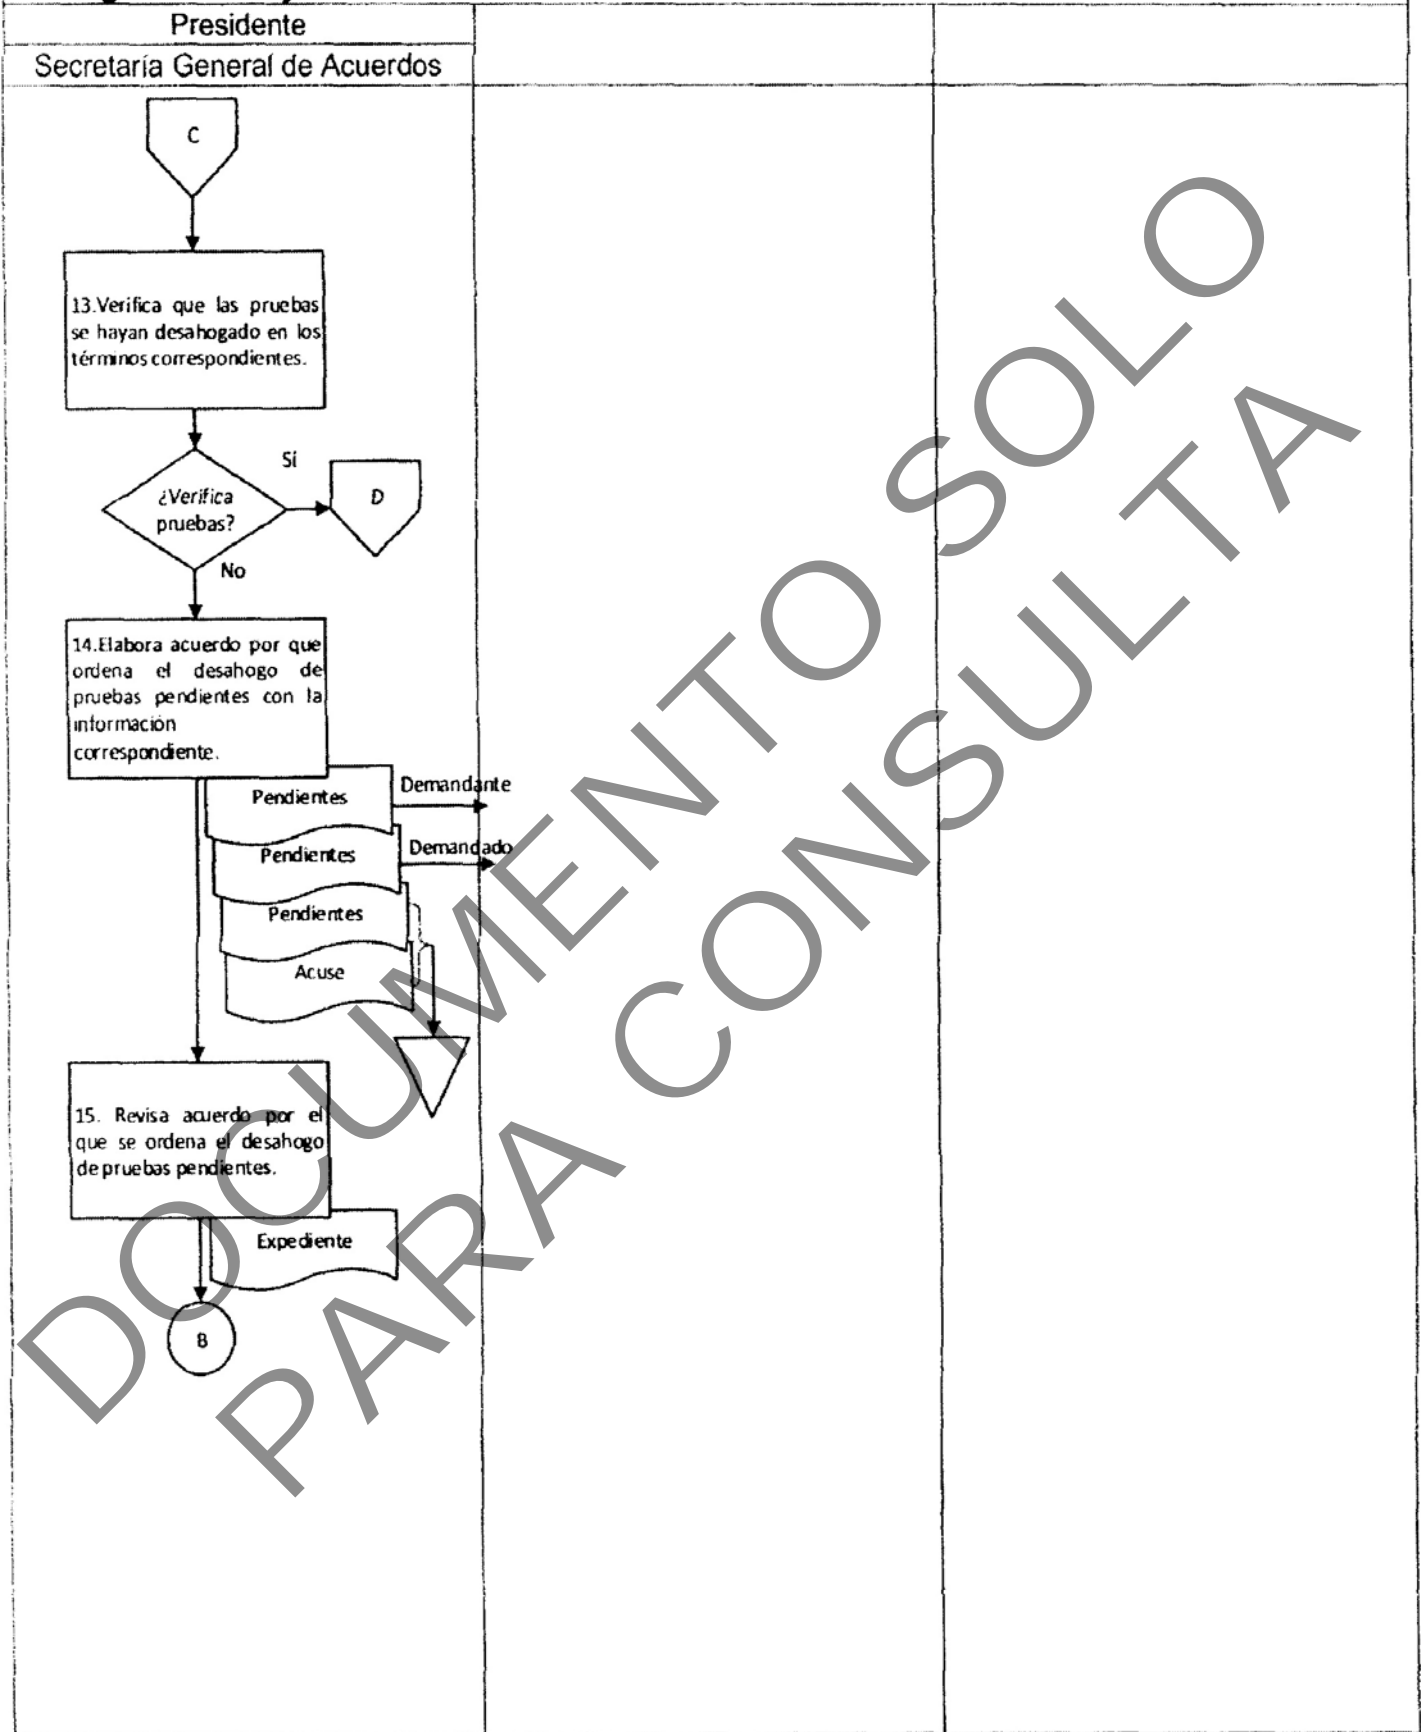 Presidente
Secretaría General de Acuerdos
C
13.Verifica que las pruebas
se hayan desahogado en los
términos correspondientes.
Sí
¿Verifica
pruebas?
D
No
14.Elabora acuerdo por que
ordena el desahogo de
pruebas pendientes con la
información
correspondiente.
Pendientes
Demandante
Pendientes
Demandado
Pendientes
Acuse
15. Revisa acuerdo por el
que se ordena el desahogo
de pruebas pendientes.
Expediente
B
DOCUMENTO SOLO
PARA CONSULTA